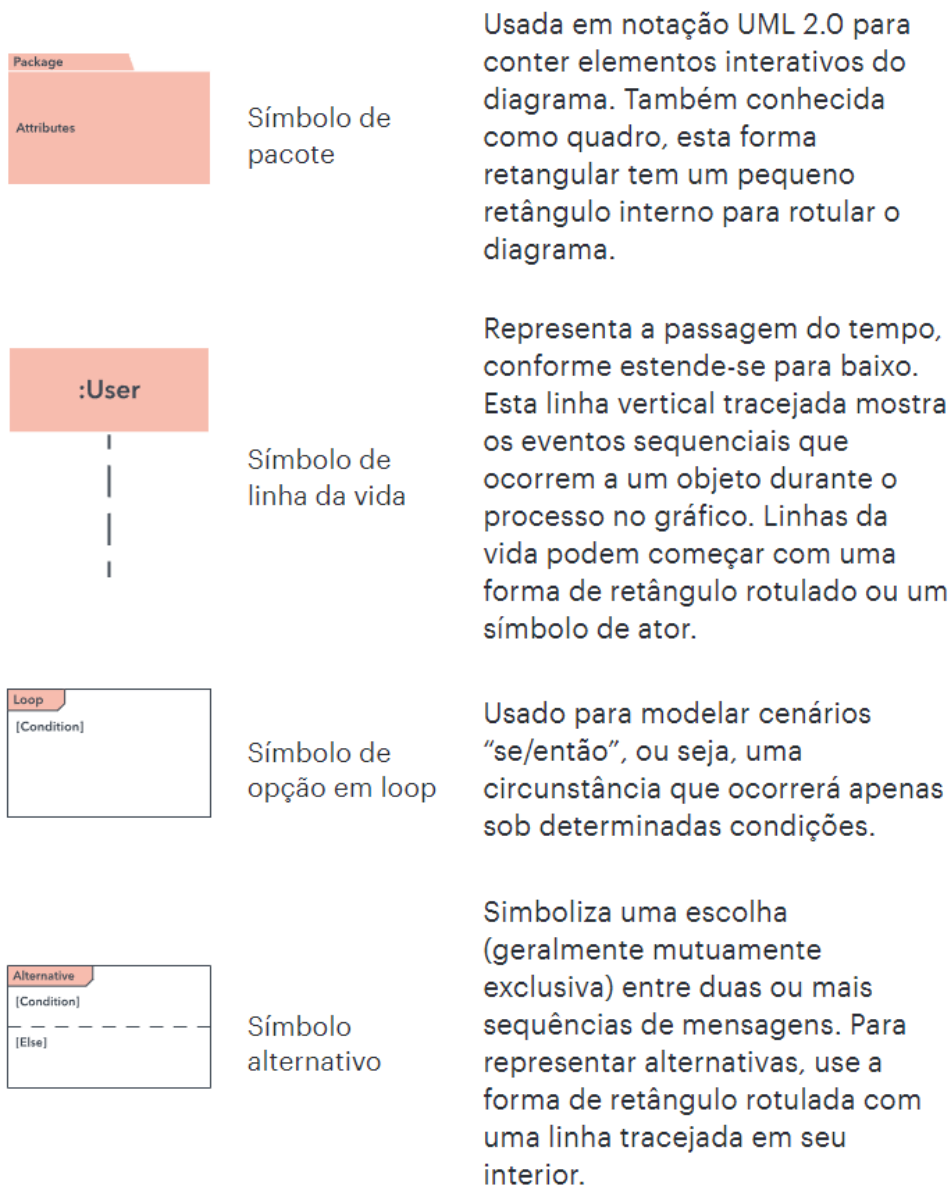 Package
Attributes
Símbolo de
pacote
Usada em notação UML 2.0 para
conter elementos interativos do
diagrama. Também conhecida
como quadro, esta forma
retangular tem um pequeno
retângulo interno para rotular o
diagrama.
:User
Símbolo de
linha da vida
Representa a passagem do tempo,
conforme estende-se para baixo.
Esta linha vertical tracejada mostra
os eventos sequenciais que
ocorrem a um objeto durante o
processo no gráfico. Linhas da
vida podem começar com uma
forma de retângulo rotulado ou um
símbolo de ator.
Loop
[Condition]
Símbolo de
opção em loop
Usado para modelar cenários
“se/então”, ou seja, uma
circunstância que ocorrerá apenas
sob determinadas condições.
Alternative
[Condition]
[Else]
Símbolo
alternativo
Simboliza uma escolha
(geralmente mutuamente
exclusiva) entre duas ou mais
sequências de mensagens. Para
representar alternativas, use a
forma de retângulo rotulada com
uma linha tracejada em seu
interior.